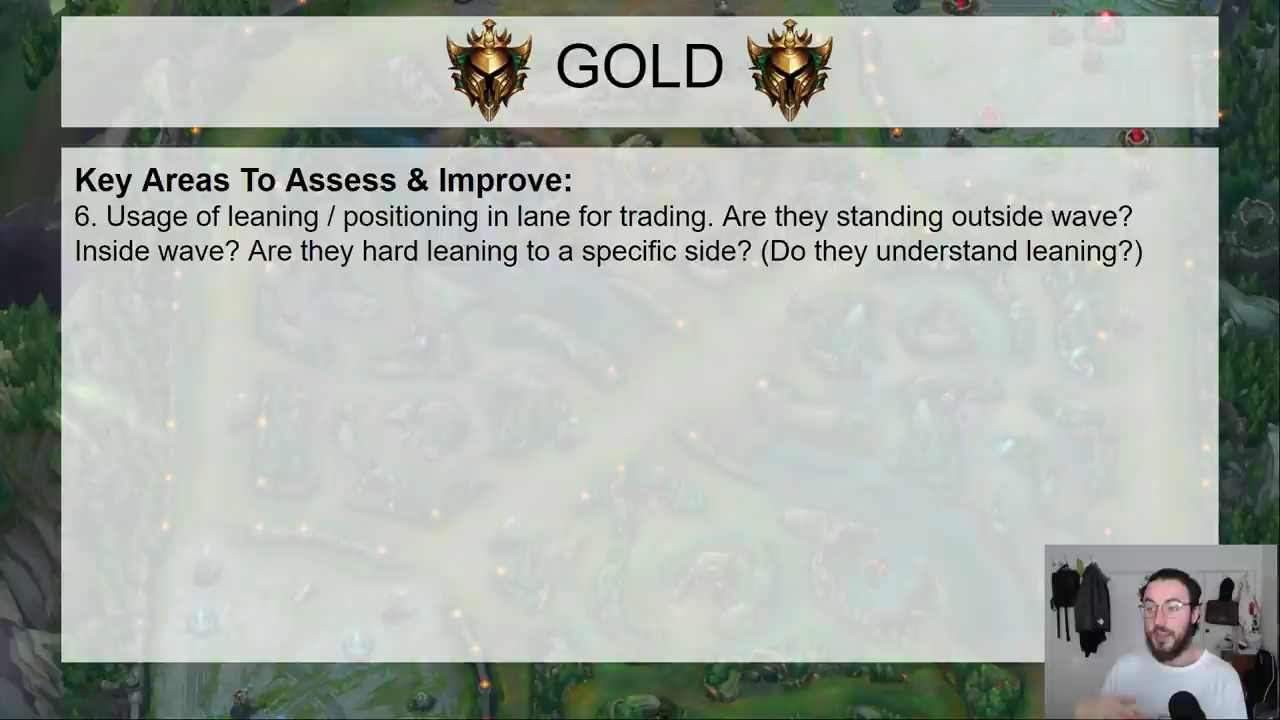 GOLD
Key Areas To Assess & Improve:
6. Usage of leaning / positioning in lane for trading. Are they standing outside wave?
Inside wave? Are they hard leaning to a specific side? (Do they understand leaning?)